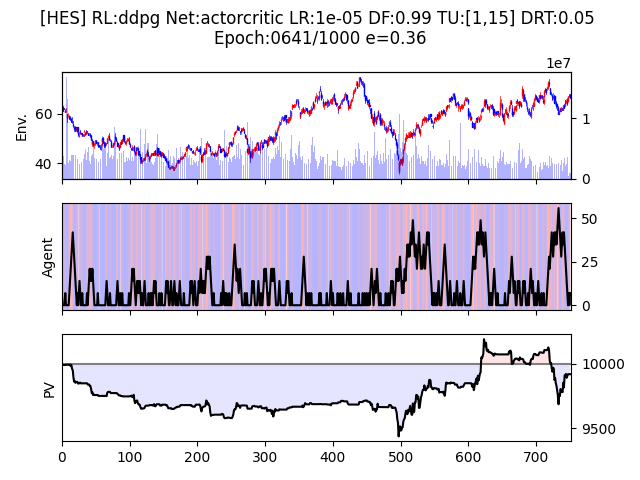 [HES] RL:ddpg Net:actorcritic LR:1e-05 DF:0.99 TU:[1,15] DRT:0.05
Epoch:0641/1000 e=0.36
1e7
60
40
Env.
1
0
Agent
50
25
0
PV
10000
9500
0 100 200 300 400 500 600 700